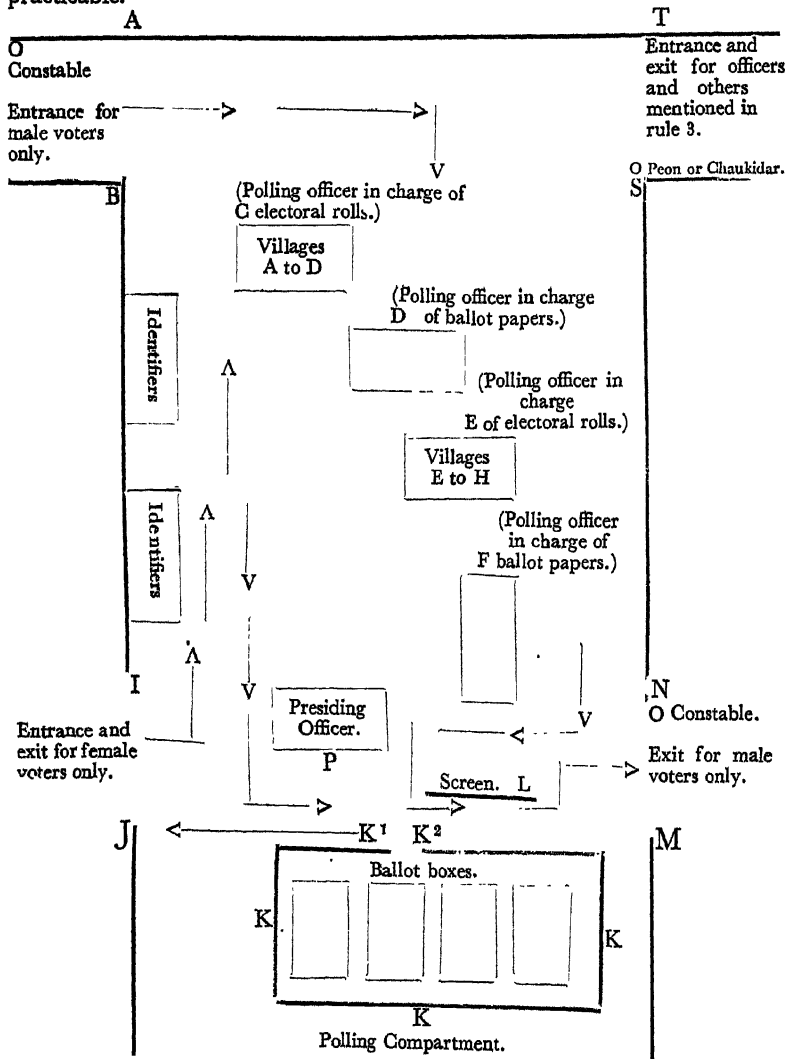 practicable.
A
T
O
Constable
Entrance and
exit for officers
and others
mentioned in
rule 3.
Entrance for
male voters
only.
O Peon or Chaukidar.
B
S
(Polling officer in charge of
C electoral rolls.)
Villages
A to D
Identifiers
(Polling officer in charge
D of ballot papers.)
(Polling officer in
charge
E of electoral rolls.)
Villages
E to H
Identifiers
(Polling officer
in charge of
F ballot papers.)
I
N
O Constable.
Presiding
Officer.
P
Entrance and
exit for female
voters only.
Exit for male
voters only.
Screen. L
J
K¹ K²
M
Ballot boxes.
K
K
K
Polling Compartment.